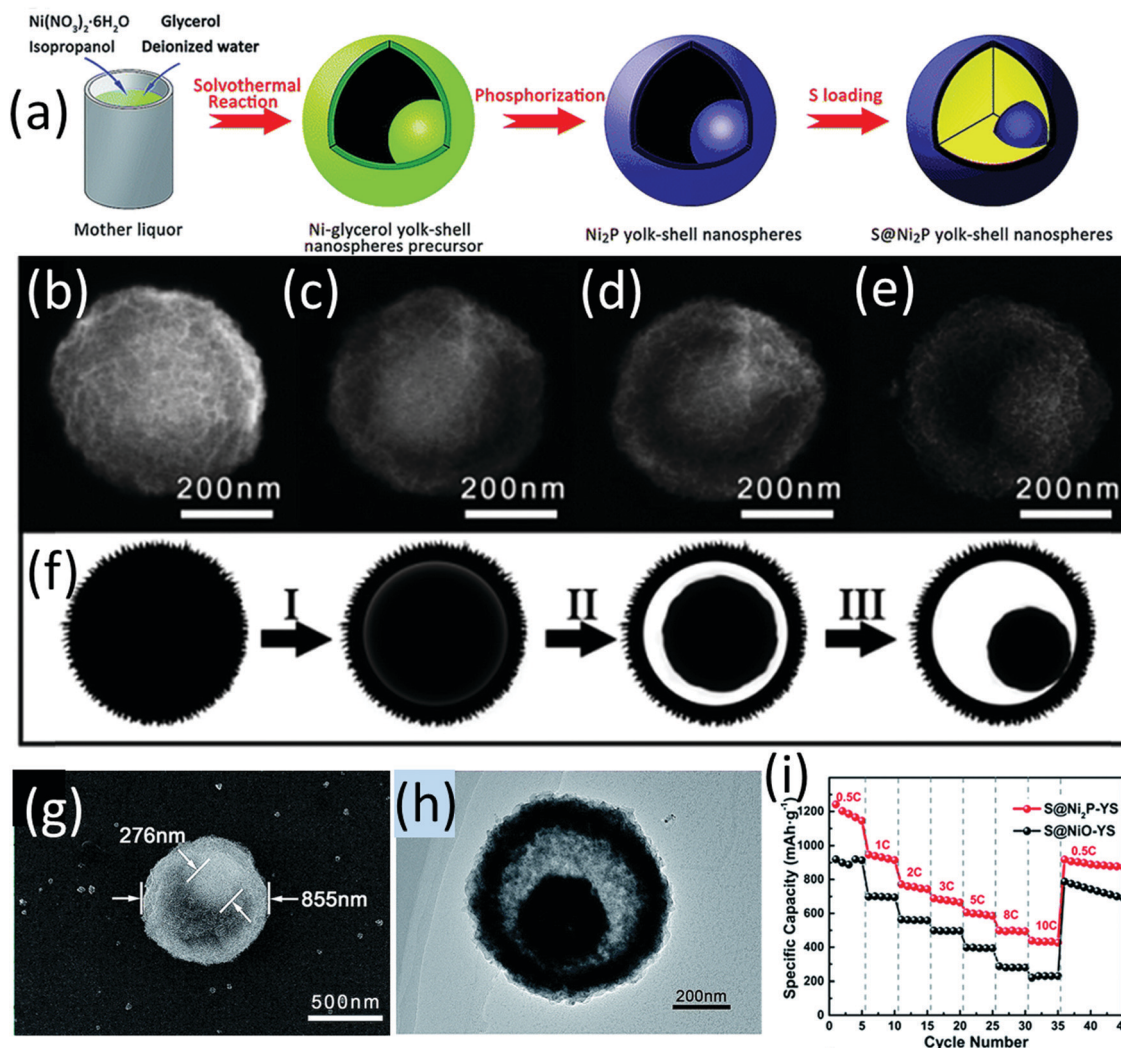 (a)
Ni(NO₃)₂·6H₂O Glycerol
Isopropanol Deionized water
Solvothermal
Reaction
Phosphorization
S loading
Mother liquor
Ni-glycerol yolk-shell
nanospheres precursor
Ni₂P yolk-shell nanospheres
S@Ni₂P yolk-shell nanospheres
(b)
200nm
(c)
200nm
(d)
200nm
(e)
200nm
(f)
I
II
III
(g)
276nm
855nm
500nm
(h)
200nm
(i)
Specific Capacity (mAh·g⁻¹)
1200
1000
800
600
400
200
0
0.5C
1C
2C
3C
5C
8C
10C
0.5C
S@Ni₂P-YS
S@NiO-YS
0 5 10 15 20 25 30 35 40
Cycle Number